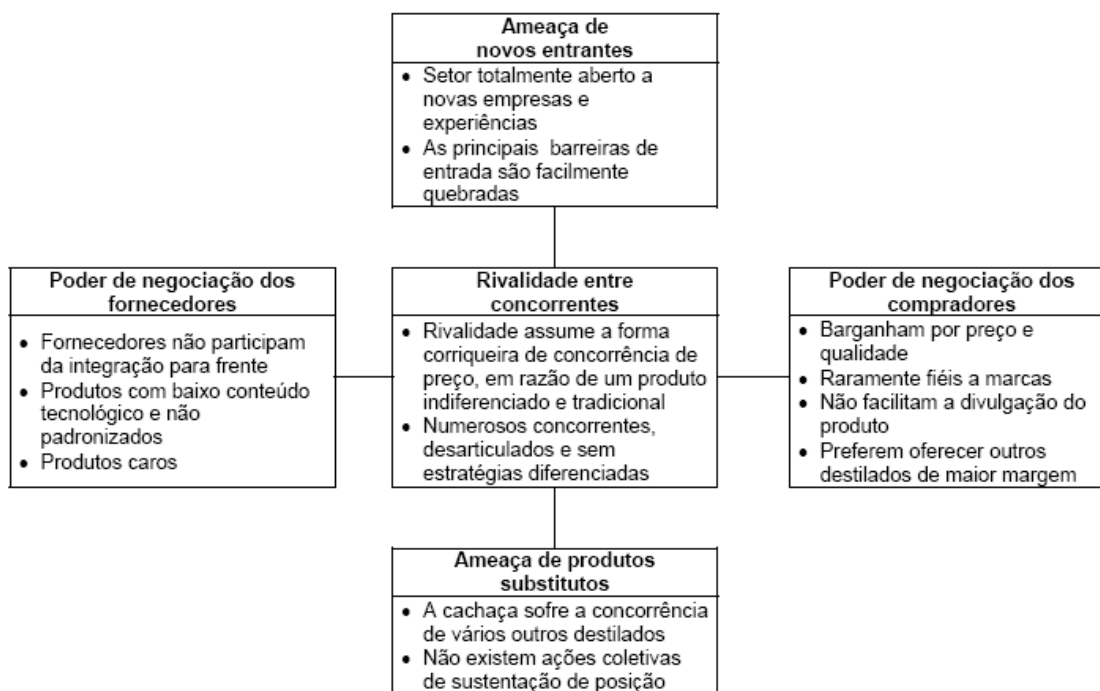 Ameaça de
novos entrantes
• Setor totalmente aberto a
novas empresas e
experiências
• As principais barreiras de
entrada são facilmente
quebradas
Poder de negociação dos
fornecedores
• Fornecedores não participam
da integração para frente
• Produtos com baixo conteúdo
tecnológico e não
padronizados
• Produtos caros
Rivalidade entre
concorrentes
• Rivalidade assume a forma
corriqueira de concorrência de
preço, em razão de um produto
indiferenciado e tradicional
• Numerosos concorrentes,
desarticulados e sem
estratégias diferenciadas
Poder de negociação dos
compradores
• Barganham por preço e
qualidade
• Raramente fiéis a marcas
• Não facilitam a divulgação do
produto
• Preferem oferecer outros
destilados de maior margem
Ameaça de produtos
substitutos
• A cachaça sofre a concorrência
de vários outros destilados
• Não existem ações coletivas
de sustentação de posição